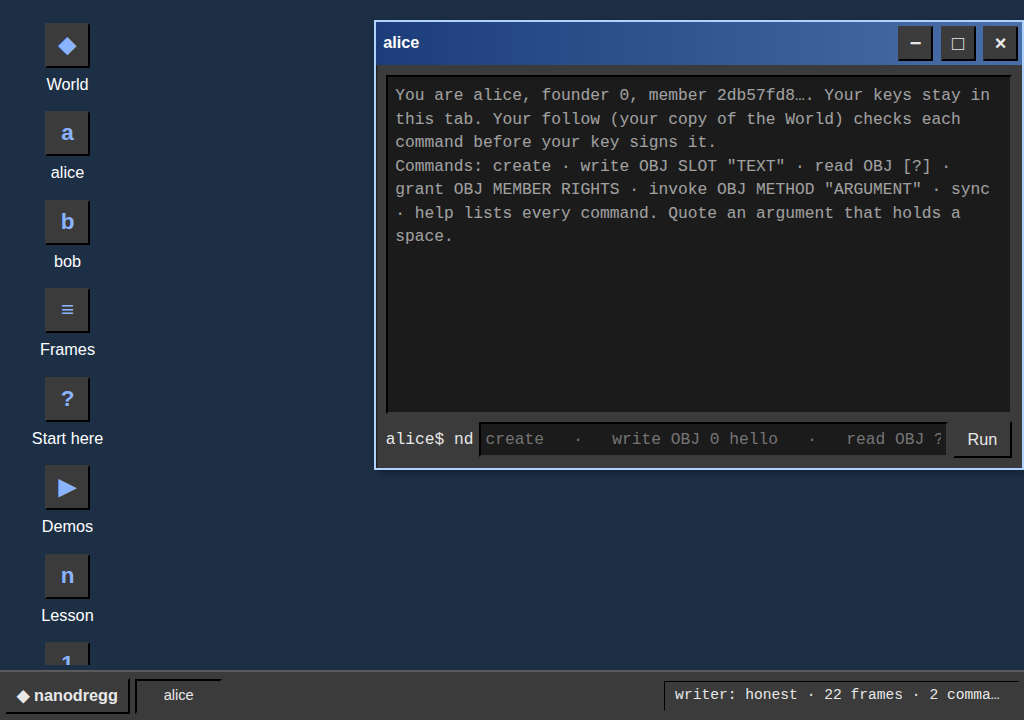 World
a
alice
b
bob
≡
Frames
?
Start here
Demos
n
Lesson
1
alice
You are alice, founder 0, member 2db57fd8…. Your keys stay in
this tab. Your follow (your copy of the World) checks each
command before your key signs it.
Commands: create · write OBJ SLOT "TEXT" · read OBJ [?] ·
grant OBJ MEMBER RIGHTS · invoke OBJ METHOD "ARGUMENT" · sync
· help lists every command. Quote an argument that holds a
space.
alice$ nd create · write OBJ 0 hello · read OBJ ? Run
◆ nanodregg alice writer: honest · 22 frames · 2 comma…